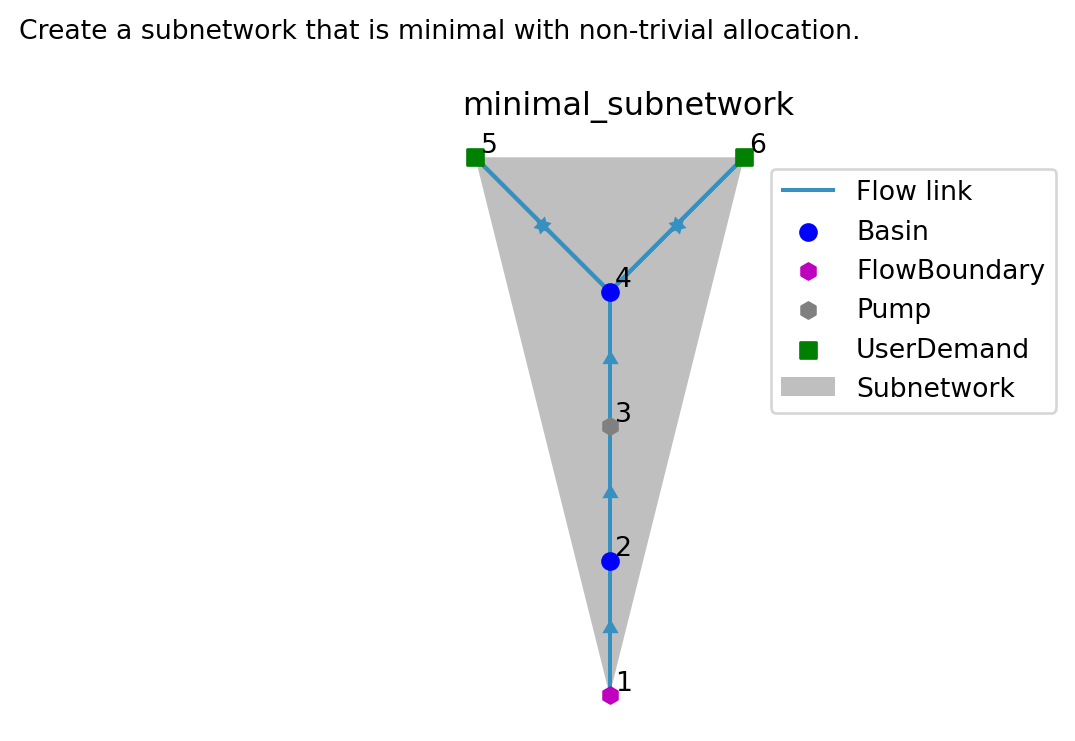 Create a subnetwork that is minimal with non-trivial allocation.
minimal_subnetwork
5
6
Flow link
Basin
FlowBoundary
Pump
UserDemand
Subnetwork
4
3
2
1